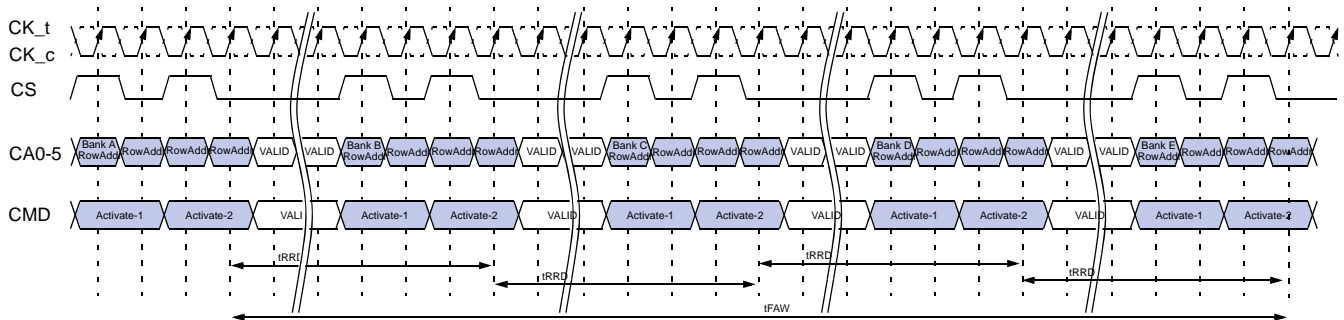 CK_t
CK_c
CS
CA0-5 Bank A RowAddr RowAddr RowAddr RowAddr VALID VALID Bank B RowAddr RowAddr RowAddr RowAddr VALID VALID Bank C RowAddr RowAddr RowAddr RowAddr VALID VALID Bank D RowAddr RowAddr RowAddr RowAddr VALID VALID Bank E RowAddr RowAddr RowAddr RowAddr
CMD Activate-1 Activate-2 VALI Activate-1 Activate-2 VALID Activate-1 Activate-2 VALID Activate-1 Activate-2 VALID Activate-1 Activate-2
tRRD tRRD
tRRD tRRD
tFAW